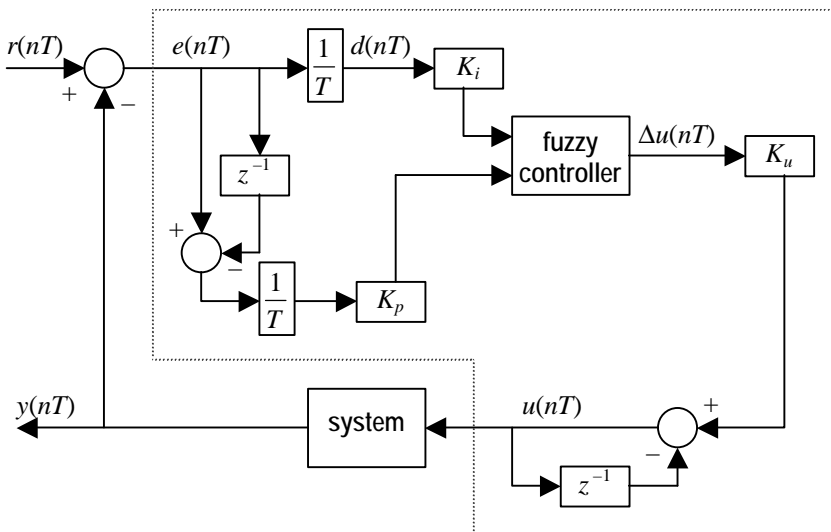 r(nT)
+
−
e(nT)
1
T
d(nT)
K_i
z^{-1}
+
−
1
T
K_p
fuzzy
controller
Δu(nT)
K_u
y(nT)
system
u(nT)
+
−
z^{-1}